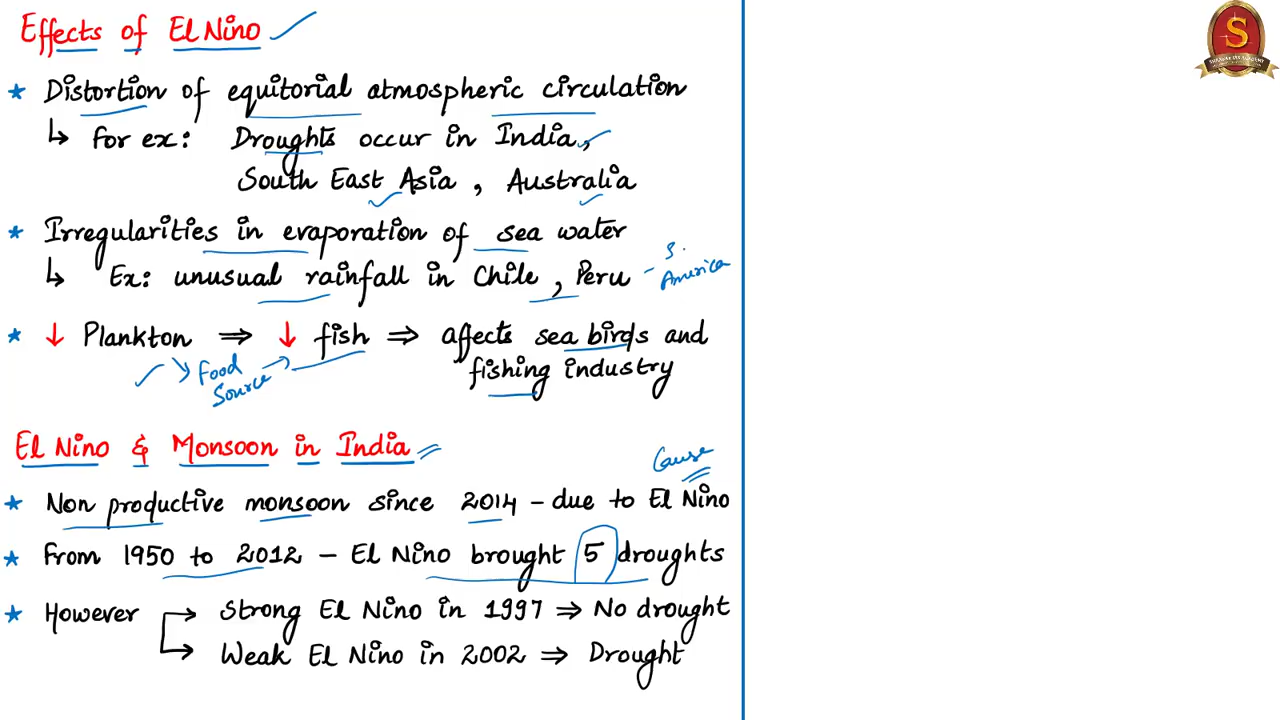 Effects of El Nino
* Distortion of equitorial atmospheric circulation
↳ for ex: Droughts occur in India,
South East Asia, Australia
* Irregularities in evaporation of sea water
↳ Ex: unusual rainfall in Chile, Peru - S. America
* ↓ Plankton ⇒ ↓ fish ⇒ affects sea birds and
fishing industry
Food
Source
El Nino & Monsoon in India
Cause
* Non productive monsoon since 2014 - due to El Nino
* From 1950 to 2012 - El Nino brought 5 droughts
* However → Strong El Nino in 1997 ⇒ No drought
→ Weak El Nino in 2002 ⇒ Drought
S